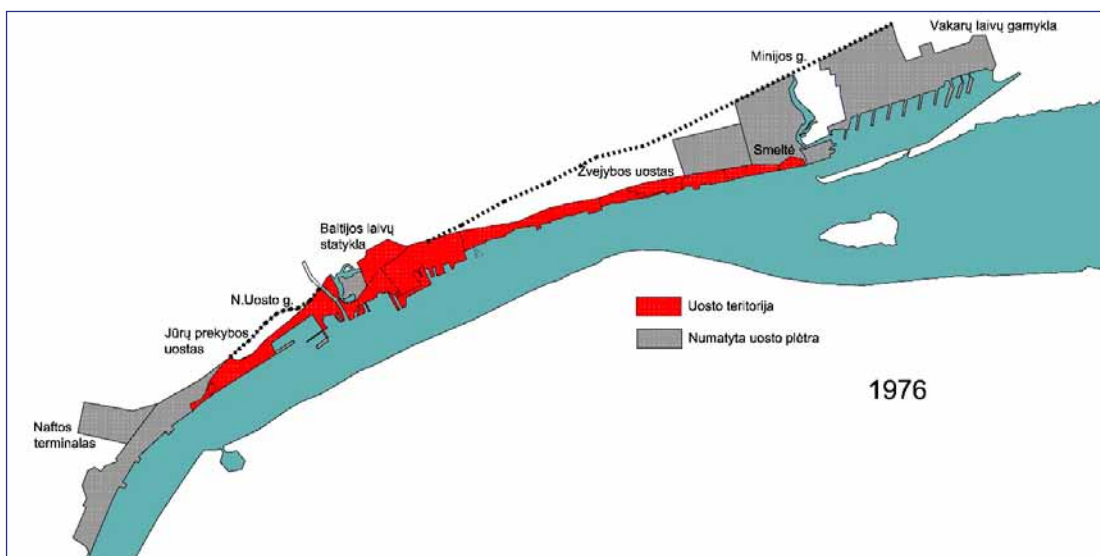 Vakarų laivų gamykla
Minijos g.
Smeltė
Žvejybos uostas
Baltijos laivų
statykla
N.Uosto g.
Jūrų prekybos
uostas
Naftos
terminalas
Uosto teritorija
Numatyta uosto plėtra
1976